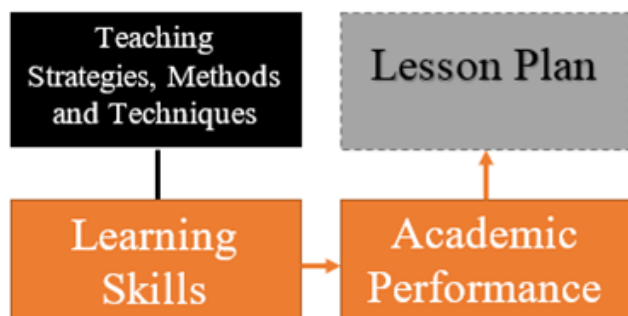 Teaching
Strategies, Methods
and Techniques
Lesson Plan
Learning
Skills
Academic
Performance